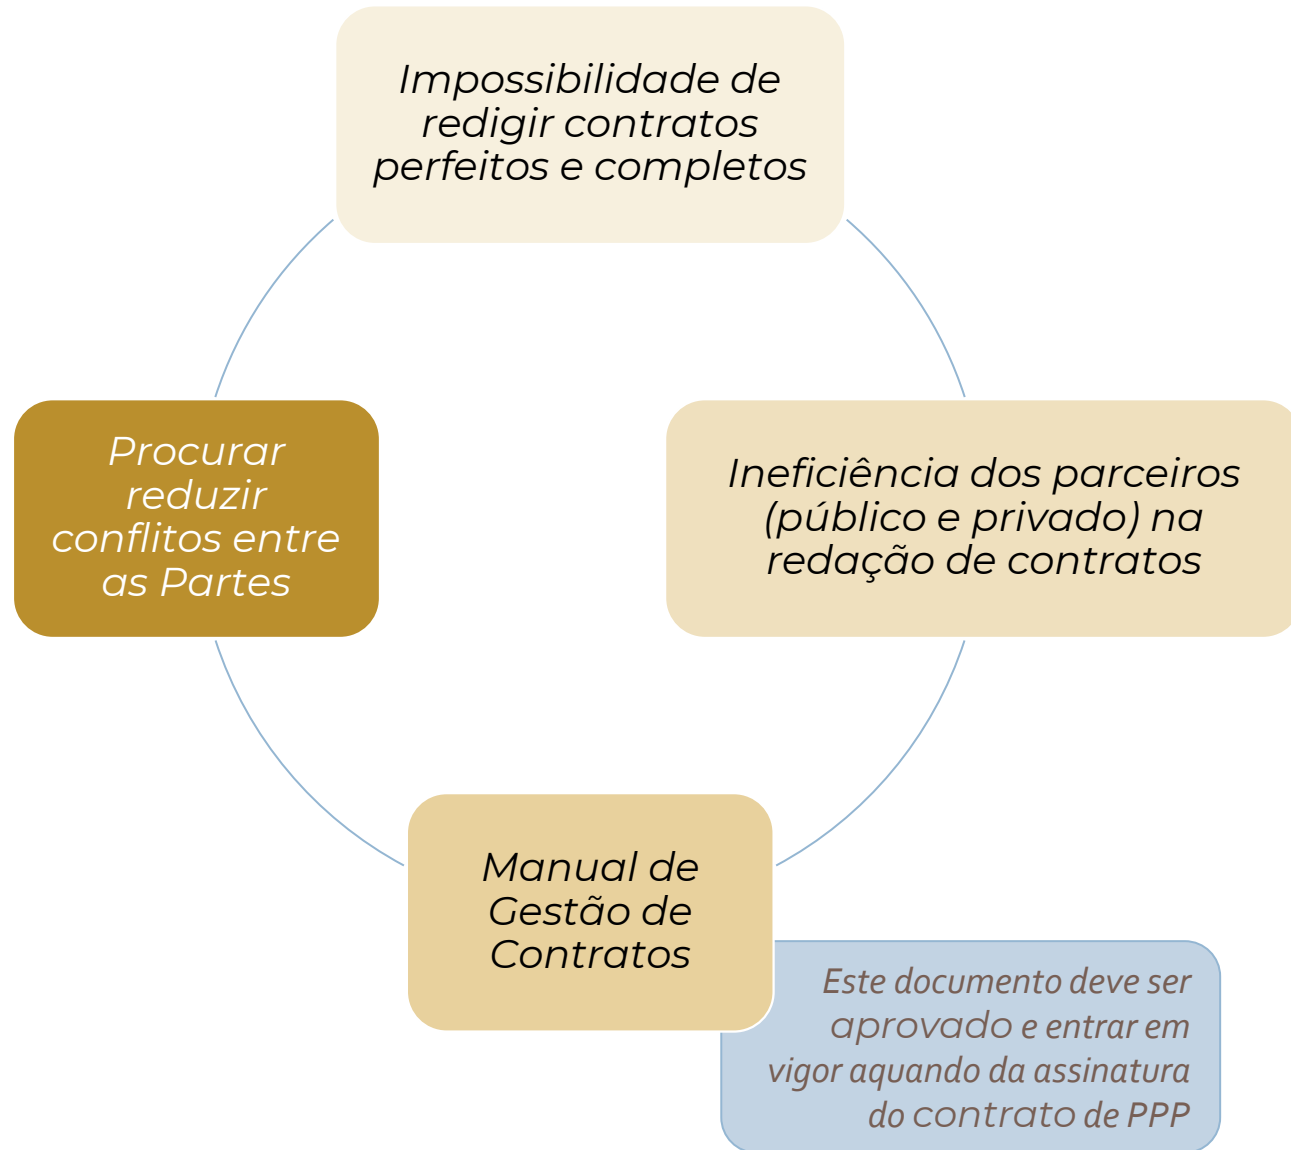 Impossibilidade de
redigir contratos
perfeitos e completos
Procurar
reduzir
conflitos entre
as Partes
Ineficiência dos parceiros
(público e privado) na
redação de contratos
Manual de
Gestão de
Contratos
Este documento deve ser
aprovado e entrar em
vigor aquando da assinatura
do contrato de PPP